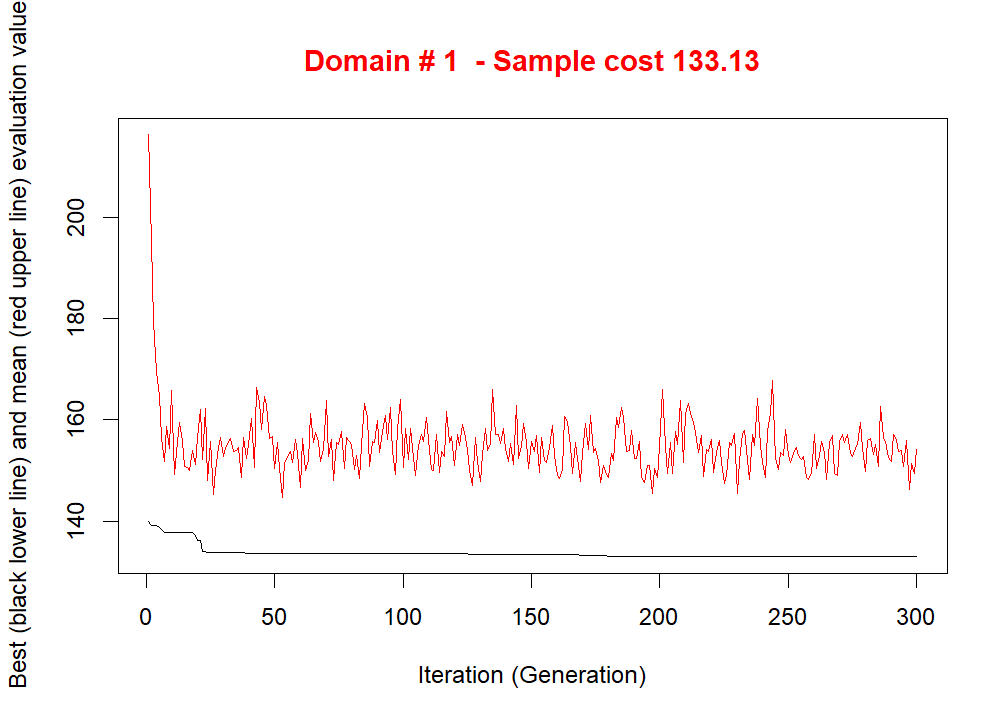 Domain # 1  - Sample cost 133.13
Best (black lower line) and mean (red upper line) evaluation value
200
180
160
140
0 50 100 150 200 250 300
Iteration (Generation)